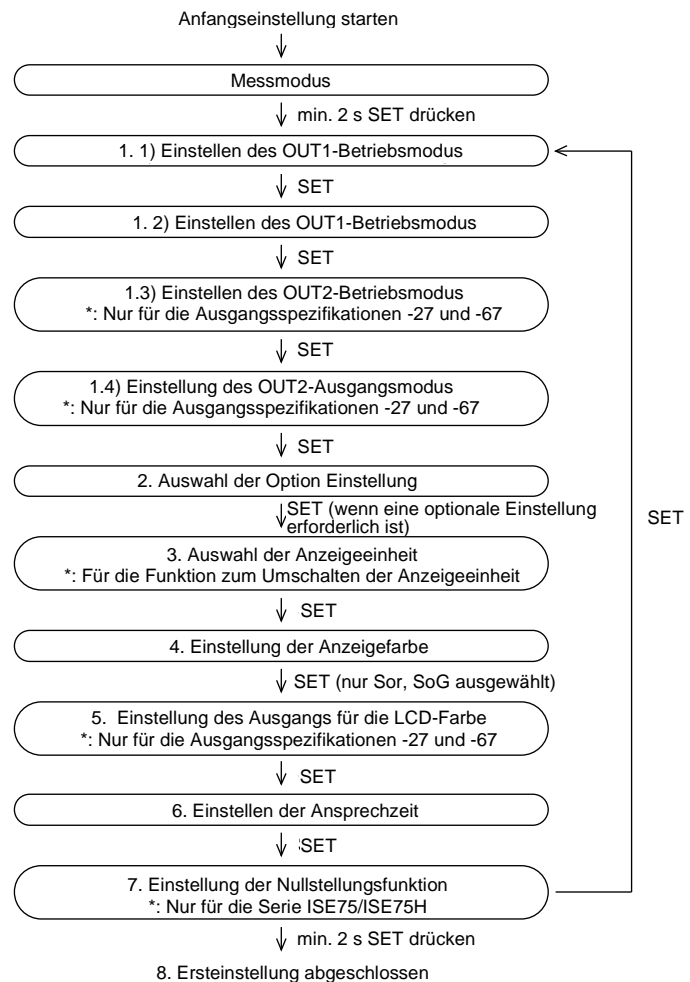 Anfangseinstellung starten
Messmodus
min. 2 s SET drücken
1. 1) Einstellen des OUT1-Betriebsmodus
SET
1. 2) Einstellen des OUT1-Betriebsmodus
SET
1.3) Einstellen des OUT2-Betriebsmodus
*: Nur für die Ausgangsspezifikationen -27 und -67
SET
1.4) Einstellung des OUT2-Ausgangsmodus
*: Nur für die Ausgangsspezifikationen -27 und -67
SET
2. Auswahl der Option Einstellung
SET (wenn eine optionale Einstellung
erforderlich ist)
SET
3. Auswahl der Anzeigeeinheit
*: Für die Funktion zum Umschalten der Anzeigeeinheit
SET
4. Einstellung der Anzeigefarbe
SET (nur Sor, SoG ausgewählt)
5. Einstellung des Ausgangs für die LCD-Farbe
*: Nur für die Ausgangsspezifikationen -27 und -67
SET
6. Einstellen der Ansprechzeit
SET
7. Einstellung der Nullstellungsfunktion
*: Nur für die Serie ISE75/ISE75H
min. 2 s SET drücken
8. Ersteinstellung abgeschlossen